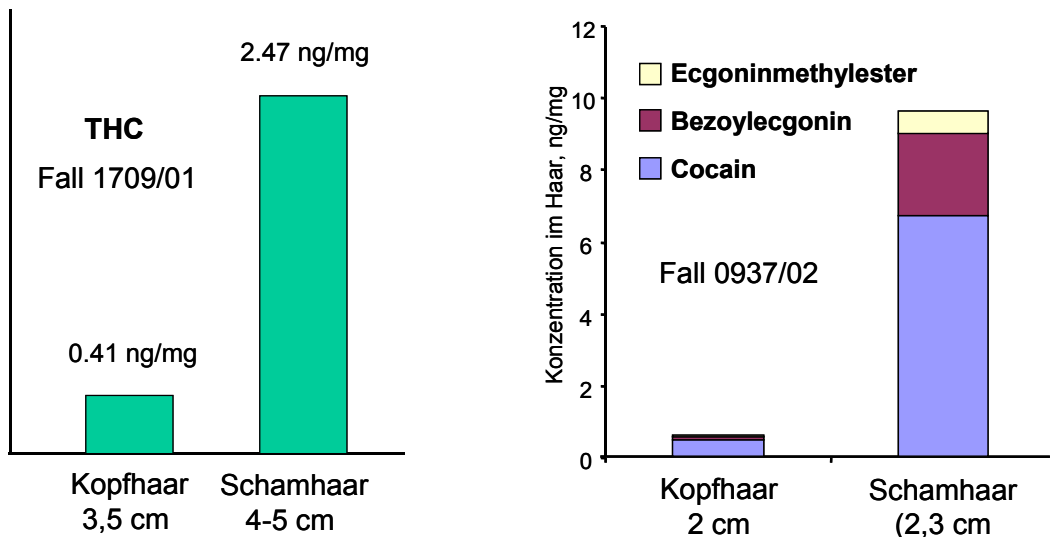 2.47 ng/mg
THC
Fall 1709/01
0.41 ng/mg
Kopfhaar
3,5 cm
Schamhaar
4-5 cm
Konzentration im Haar, ng/mg
12
10
8
6
4
2
0
Ecgoninmethylester
Bezoylecgonin
Cocain
Fall 0937/02
Kopfhaar
2 cm
Schamhaar
(2,3 cm